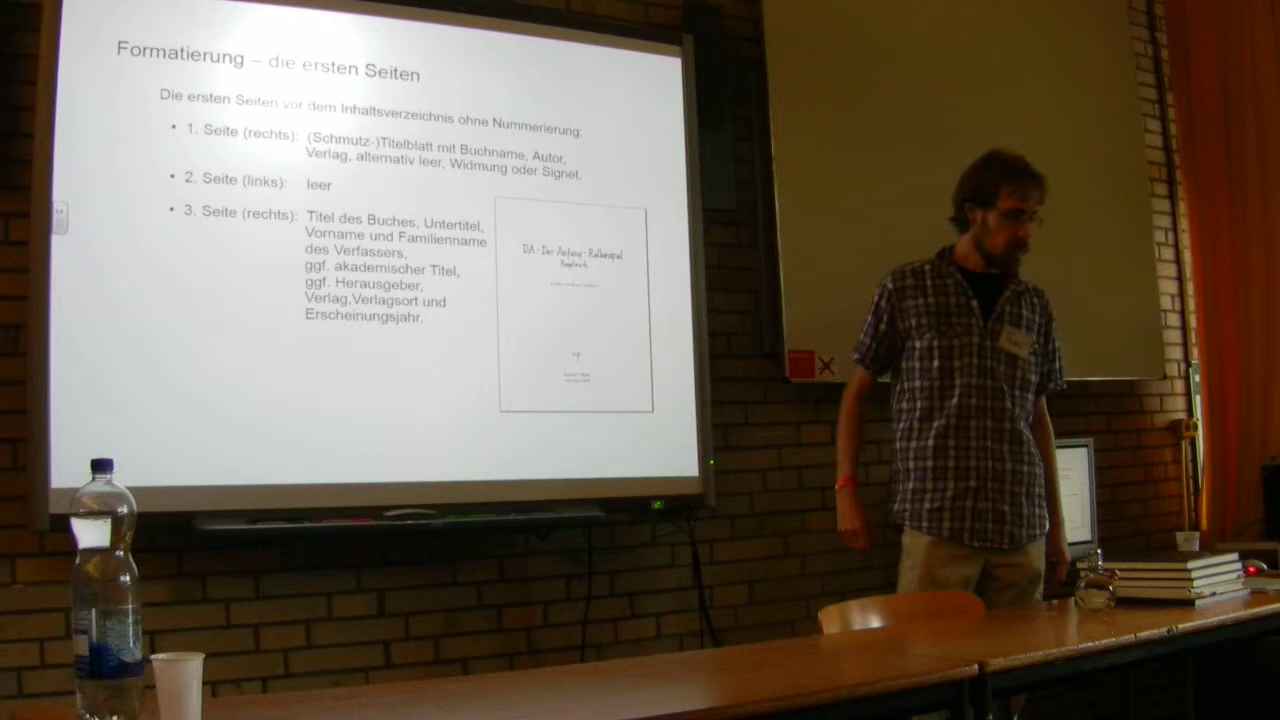 Formatierung – die ersten Seiten
Die ersten Seiten vor dem Inhaltsverzeichnis ohne Nummerierung:
• 1. Seite (rechts): (Schmutz-)Titelblatt mit Buchname, Autor,
Verlag, alternativ leer, Widmung oder Signet.
• 2. Seite (links): leer
• 3. Seite (rechts): Titel des Buches, Untertitel,
Vorname und Familienname
des Verfassers,
ggf. akademischer Titel,
ggf. Herausgeber,
Verlag,Verlagsort und
Erscheinungsjahr.
DA - Der Anfang - Rollenspiel
Regelwerk